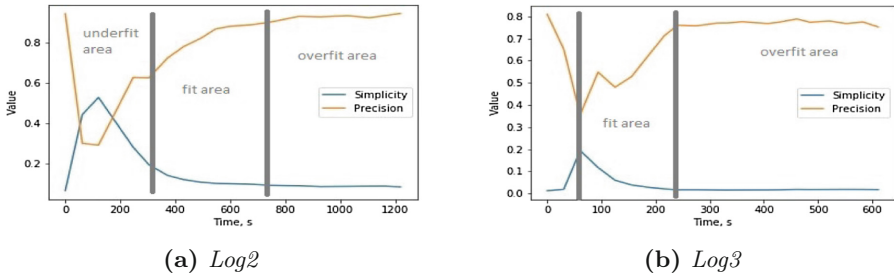 underfit
area
fit area
overfit area
Simplicity
Precision
Value
0.8
0.6
0.4
0.2
0 200 400 600 800 1000 1200
Time, s
(a) Log2
overfit area
fit area
Simplicity
Precision
Value
0.8
0.7
0.6
0.5
0.4
0.3
0.2
0.1
0.0
0 100 200 300 400 500 600
Time, s
(b) Log3